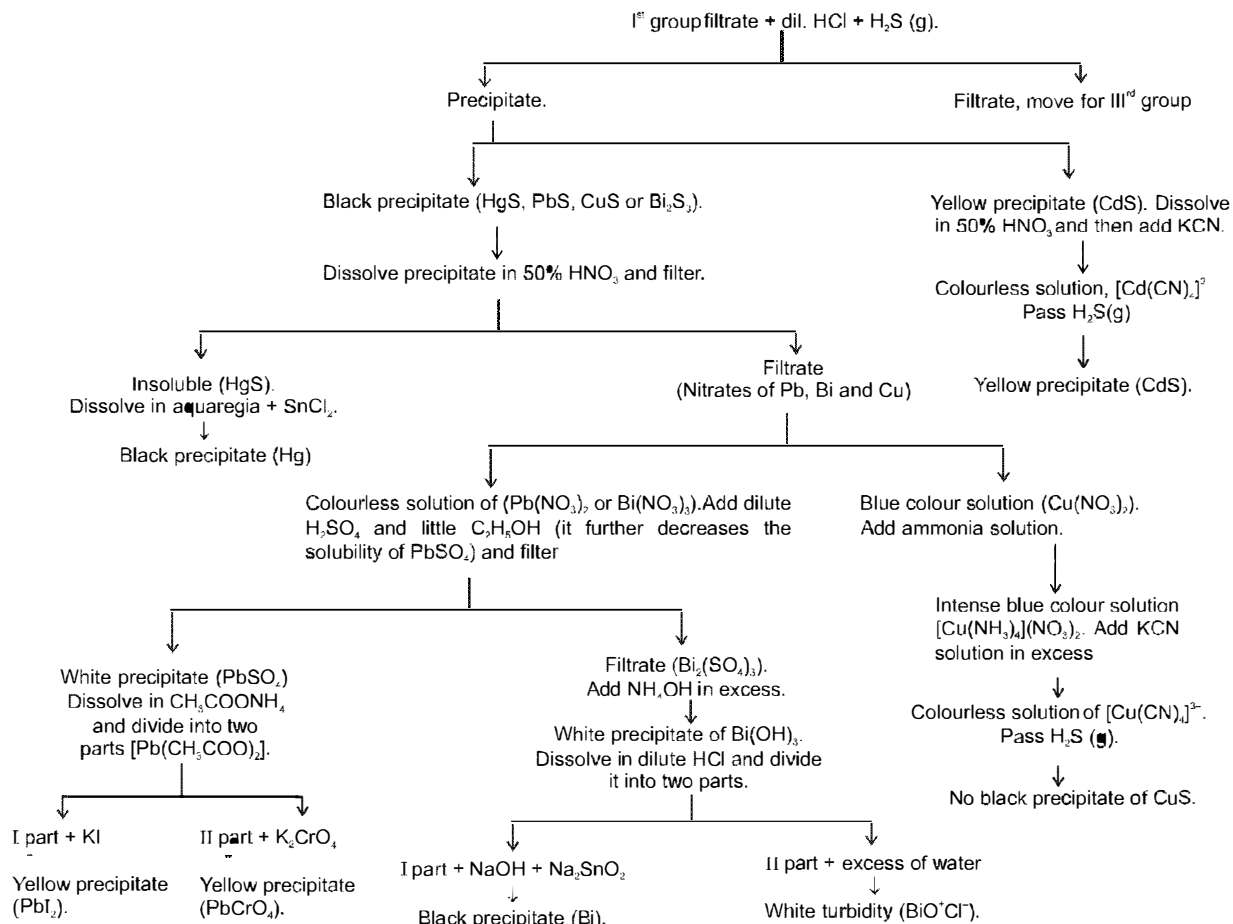 Iˢᵗ group filtrate + dil. HCl + H₂S (g).
Precipitate.
Filtrate, move for IIIʳᵈ group
Black precipitate (HgS, PbS, CuS or Bi₂S₃).
Yellow precipitate (CdS). Dissolve
in 50% HNO₃ and then add KCN.
Dissolve precipitate in 50% HNO₃ and filter.
Colourless solution, [Cd(CN)₄]²
Pass H₂S(g)
Yellow precipitate (CdS).
Insoluble (HgS).
Dissolve in aquaregia + SnCl₂.
Black precipitate (Hg)
Filtrate
(Nitrates of Pb, Bi and Cu)
Colourless solution of (Pb(NO₃)₂ or Bi(NO₃)₃). Add dilute
H₂SO₄ and little C₂H₅OH (it further decreases the
solubility of PbSO₄) and filter
Blue colour solution (Cu(NO₃)₂).
Add ammonia solution.
Intense blue colour solution
[Cu(NH₃)₄](NO₃)₂. Add KCN
solution in excess
Colourless solution of [Cu(CN)₄]³⁻.
Pass H₂S (g).
No black precipitate of CuS.
White precipitate (PbSO₄)
Dissolve in CH₃COONH₄
and divide into two
parts [Pb(CH₃COO)₂].
Filtrate (Bi₂(SO₄)₃).
Add NH₄OH in excess.
White precipitate of Bi(OH)₃.
Dissolve in dilute HCl and divide
it into two parts.
I part + KI
Yellow precipitate
(PbI₂).
II part + K₂CrO₄
Yellow precipitate
(PbCrO₄).
I part + NaOH + Na₂SnO₂
Black precipitate (Bi).
II part + excess of water
White turbidity (BiO⁺Cl⁻).